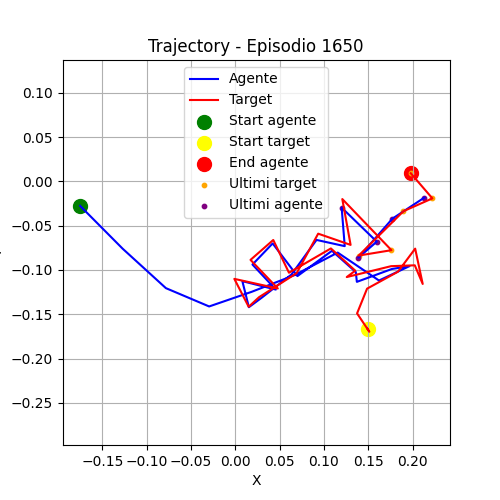 Trajectory - Episodio 1650
Agente
Target
Start agente
Start target
End agente
Ultimi target
Ultimi agente
0.10
0.05
0.00
−0.05
−0.10
−0.15
−0.20
−0.25
−0.15
−0.10
−0.05
0.00
0.05
0.10
0.15
0.20
X